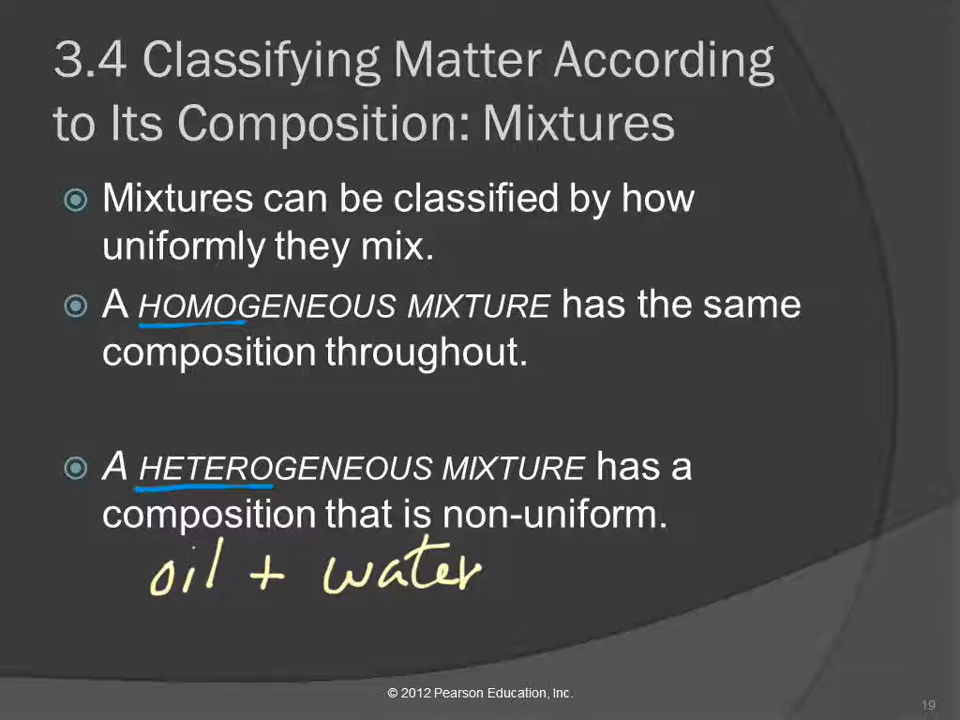 3.4 Classifying Matter According
to Its Composition: Mixtures
Mixtures can be classified by how
uniformly they mix.
A HOMOGENEOUS MIXTURE has the same
composition throughout.
A HETEROGENEOUS MIXTURE has a
composition that is non-uniform.
oil + water
© 2012 Pearson Education, Inc.
19